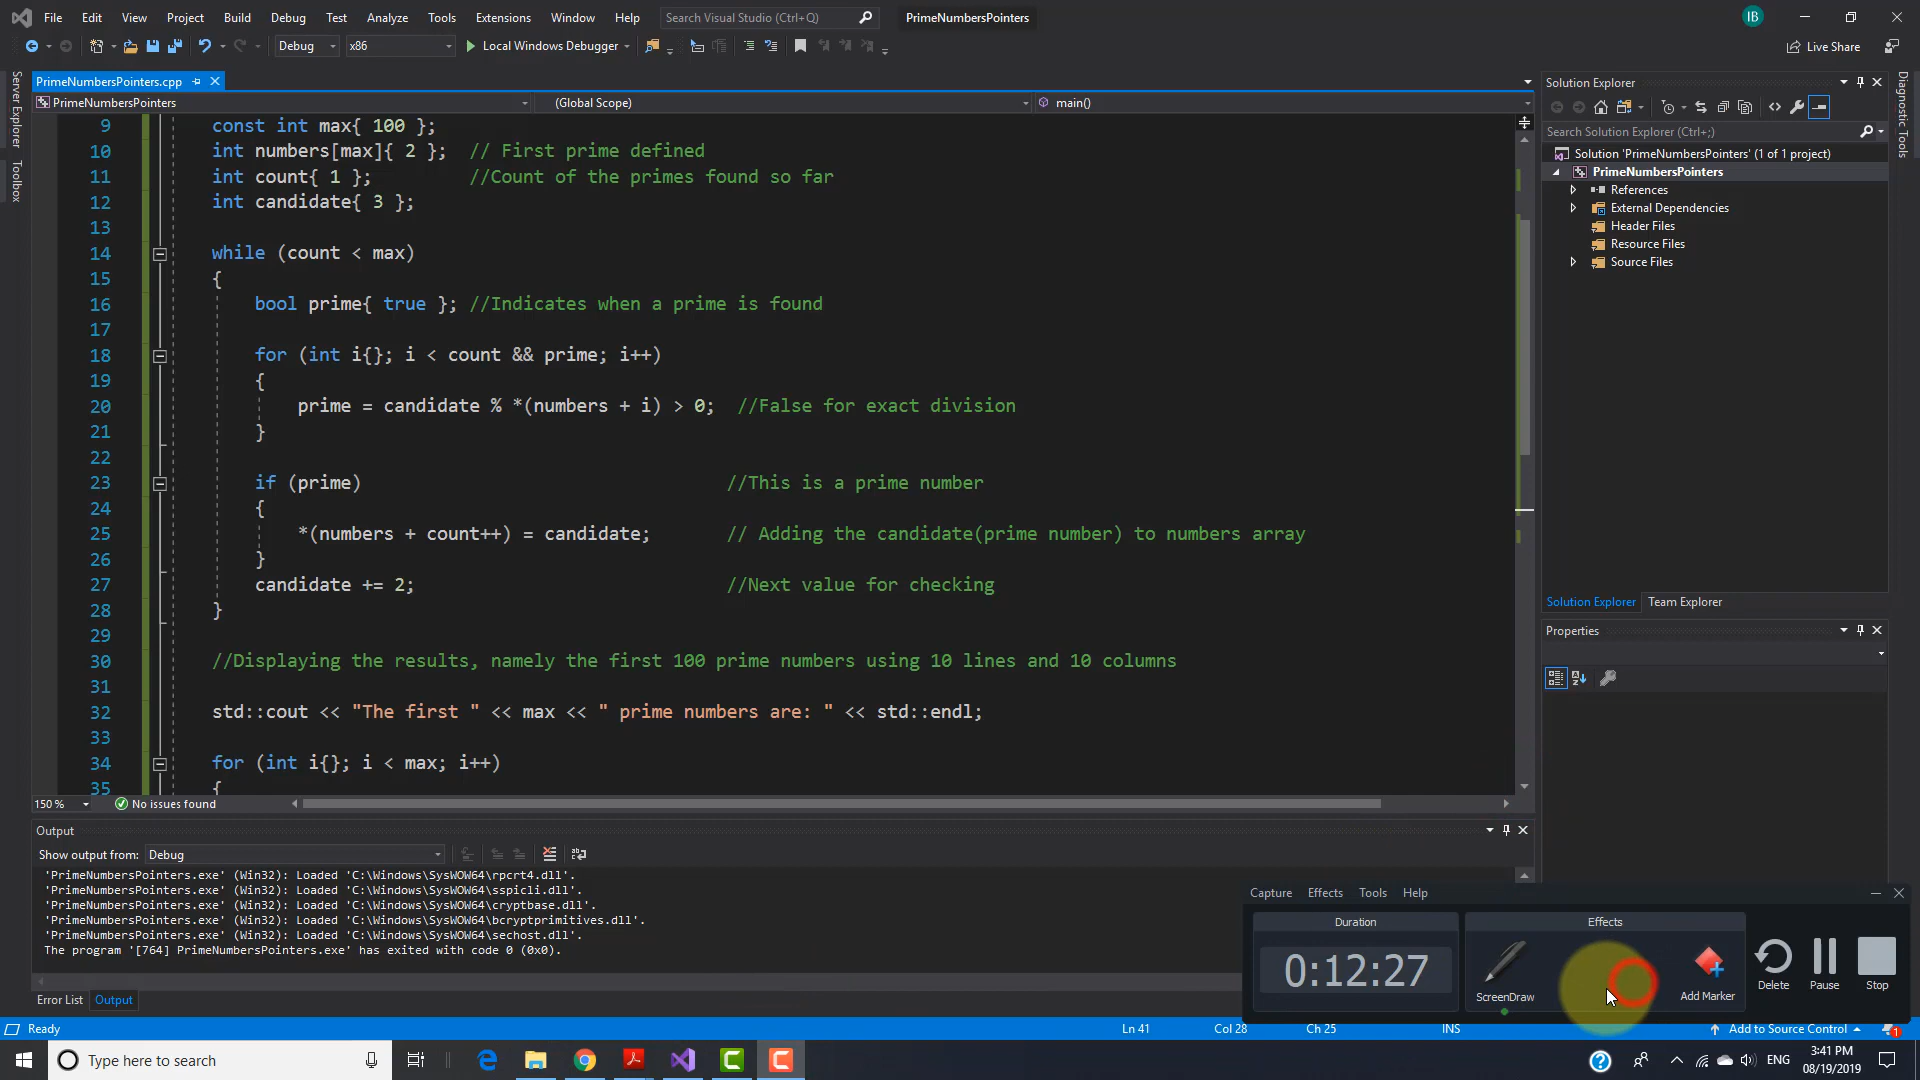 File Edit View Project Build Debug Test Analyze Tools Extensions Window Help Search Visual Studio (Ctrl+Q) PrimeNumbersPointers IB
Debug x86 Local Windows Debugger Live Share
PrimeNumbersPointers.cpp
PrimeNumbersPointers (Global Scope) main()
Server Explorer
Toolbox
9 const int max{ 100 };
10 int numbers[max]{ 2 }; // First prime defined
11 int count{ 1 }; //Count of the primes found so far
12 int candidate{ 3 };
13
14 while (count < max)
15 {
16 bool prime{ true }; //Indicates when a prime is found
17
18 for (int i{}; i < count && prime; i++)
19 {
20 prime = candidate % *(numbers + i) > 0; //False for exact division
21 }
22
23 if (prime) //This is a prime number
24 {
25 *(numbers + count++) = candidate; // Adding the candidate(prime number) to numbers array
26 }
27 candidate += 2; //Next value for checking
28 }
29
30 //Displaying the results, namely the first 100 prime numbers using 10 lines and 10 columns
31
32 std::cout << "The first " << max << " prime numbers are: " << std::endl;
33
34 for (int i{}; i < max; i++)
35 {
150 % No issues found
Solution Explorer
Search Solution Explorer (Ctrl+;)
Solution 'PrimeNumbersPointers' (1 of 1 project)
PrimeNumbersPointers
References
External Dependencies
Header Files
Resource Files
Source Files
Solution Explorer Team Explorer
Properties
Diagnostic Tools
Output
Show output from: Debug
'PrimeNumbersPointers.exe' (Win32): Loaded 'C:\Windows\SysWOW64\rpcrt4.dll'.
'PrimeNumbersPointers.exe' (Win32): Loaded 'C:\Windows\SysWOW64\sspicli.dll'.
'PrimeNumbersPointers.exe' (Win32): Loaded 'C:\Windows\SysWOW64\cryptbase.dll'.
'PrimeNumbersPointers.exe' (Win32): Loaded 'C:\Windows\SysWOW64\bcryptprimitives.dll'.
'PrimeNumbersPointers.exe' (Win32): Loaded 'C:\Windows\SysWOW64\sechost.dll'.
The program '[764] PrimeNumbersPointers.exe' has exited with code 0 (0x0).
Error List Output
Capture Effects Tools Help
Duration Effects
0:12:27
ScreenDraw Add Marker Delete Pause Stop
Ready Ln 41 Col 28 Ch 25 INS Add to Source Control 1
Type here to search ENG 3:41 PM
08/19/2019